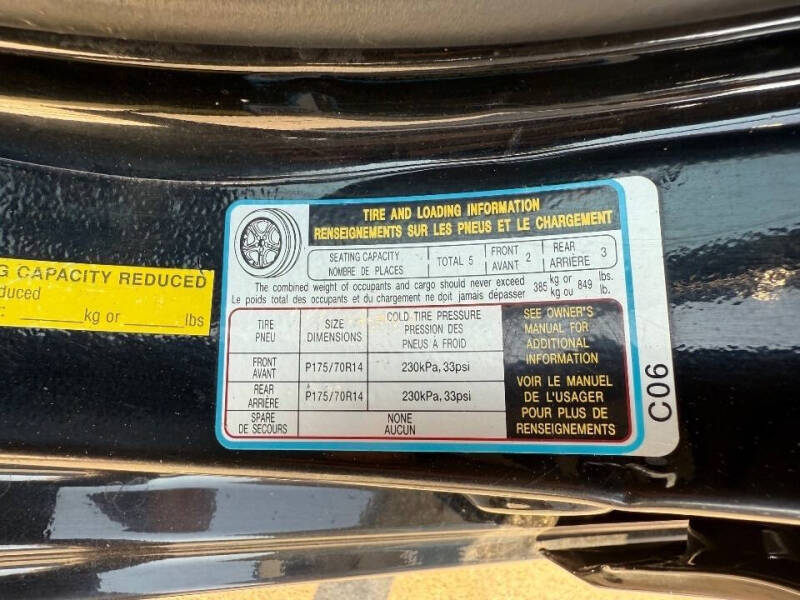 TIRE AND LOADING INFORMATION
RENSEIGNEMENTS SUR LES PNEUS ET LE CHARGEMENT
SEATING CAPACITY
NOMBRE DE PLACES
TOTAL 5
FRONT
AVANT 2
REAR
ARRIÈRE 3
The combined weight of occupants and cargo should never exceed 385 kg or 849 lbs.
Le poids total des occupants et du chargement ne doit jamais dépasser kg ou lb.
TIRE
PNEU
SIZE
DIMENSIONS
COLD TIRE PRESSURE
PRESSION DES
PNEUS A FROID
FRONT
AVANT
P175/70R14
230kPa, 33psi
REAR
ARRIÈRE
P175/70R14
230kPa, 33psi
SPARE
DE SECOURS
NONE
AUCUN
SEE OWNER'S
MANUAL FOR
ADDITIONAL
INFORMATION
VOIR LE MANUEL
DE L'USAGER
POUR PLUS DE
RENSEIGNEMENTS
C06
G CAPACITY REDUCED
duced
: ______kg or ______lbs